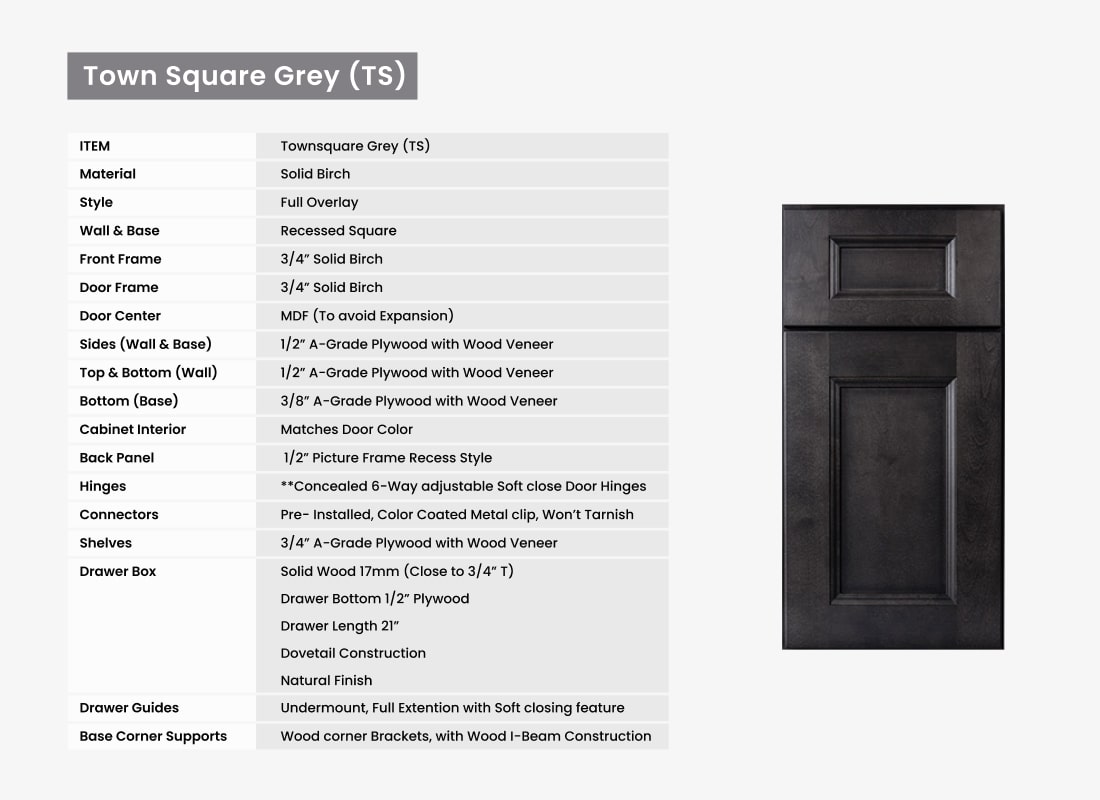 Town Square Grey (TS)
ITEM Townsquare Grey (TS)
Material Solid Birch
Style Full Overlay
Wall & Base Recessed Square
Front Frame 3/4” Solid Birch
Door Frame 3/4” Solid Birch
Door Center MDF (To avoid Expansion)
Sides (Wall & Base) 1/2” A-Grade Plywood with Wood Veneer
Top & Bottom (Wall) 1/2” A-Grade Plywood with Wood Veneer
Bottom (Base) 3/8” A-Grade Plywood with Wood Veneer
Cabinet Interior Matches Door Color
Back Panel 1/2” Picture Frame Recess Style
Hinges **Concealed 6-Way adjustable Soft close Door Hinges
Connectors Pre- Installed, Color Coated Metal clip, Won’t Tarnish
Shelves 3/4” A-Grade Plywood with Wood Veneer
Drawer Box Solid Wood 17mm (Close to 3/4” T)
Drawer Bottom 1/2” Plywood
Drawer Length 21”
Dovetail Construction
Natural Finish
Drawer Guides Undermount, Full Extention with Soft closing feature
Base Corner Supports Wood corner Brackets, with Wood I-Beam Construction